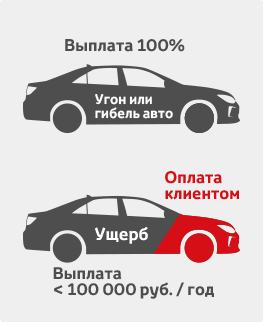 Выплата 100%
Угон или
гибель авто
Оплата
клиентом
Ущерб
Выплата
< 100 000 руб. / год